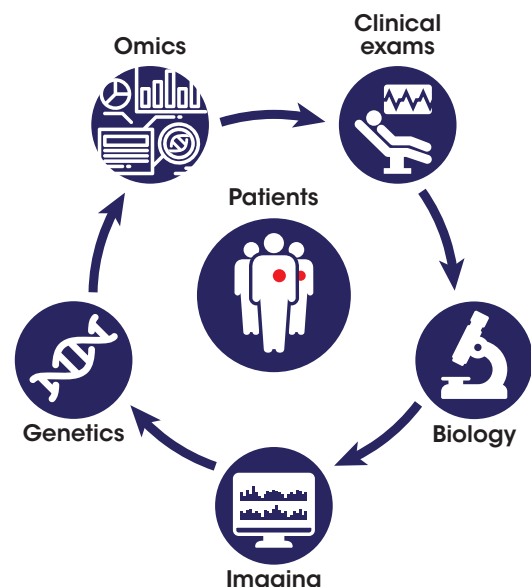 Omics
Clinical
exams
Patients
Genetics
Biology
Imaging